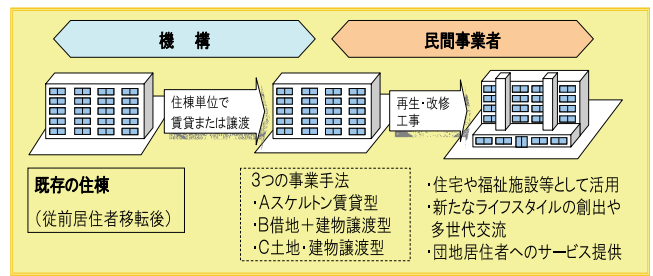 機 構
民間事業者
住棟単位で
賃貸または譲渡
再生・改修
工事
既存の住棟
（従前居住者移転後）
3つの事業手法
・Aスケルトン賃貸型
・B借地＋建物譲渡型
・C土地・建物譲渡型
・住宅や福祉施設等として活用
・新たなライフスタイルの創出や
多世代交流
・団地居住者へのサービス提供